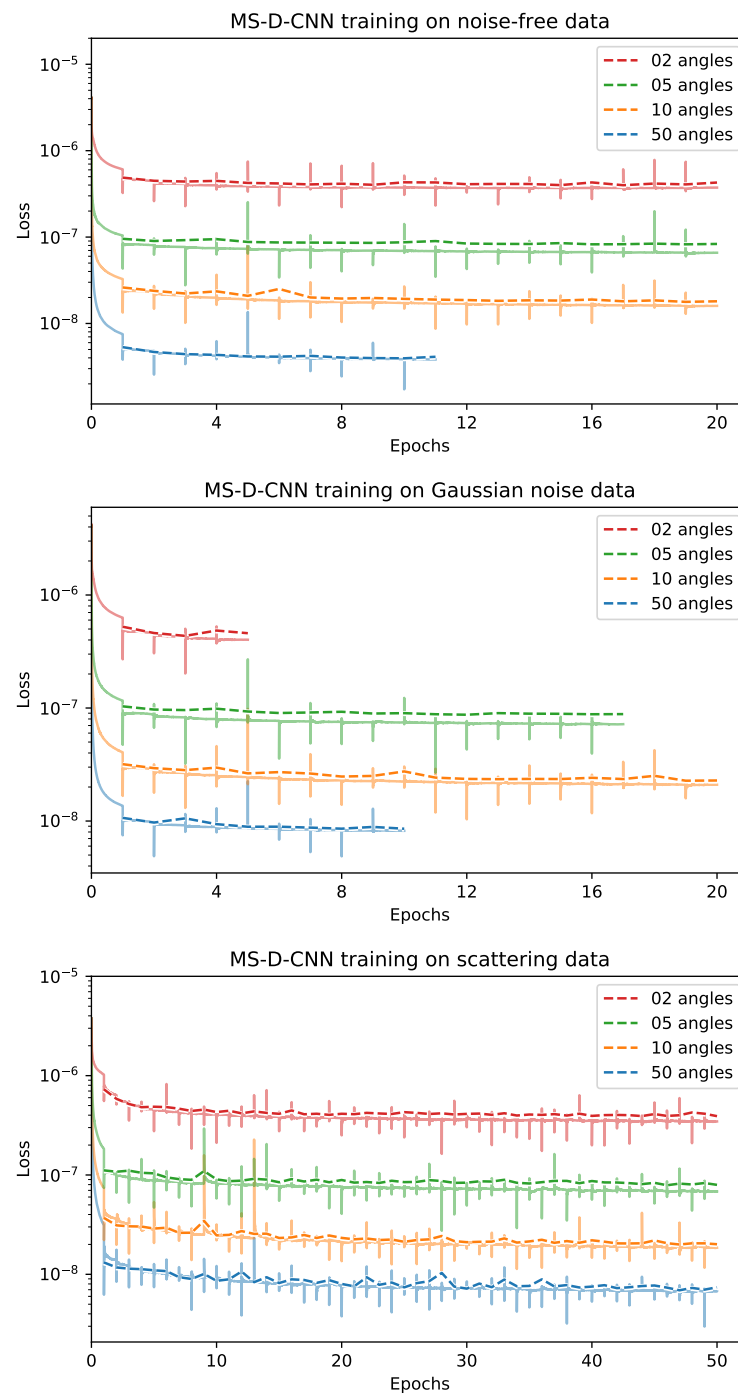 MS-D-CNN training on noise-free data
10⁻⁵
10⁻⁶
10⁻⁷
10⁻⁸
Loss
02 angles
05 angles
10 angles
50 angles
0 4 8 12 16 20
Epochs
MS-D-CNN training on Gaussian noise data
10⁻⁶
10⁻⁷
10⁻⁸
Loss
02 angles
05 angles
10 angles
50 angles
0 4 8 12 16 20
Epochs
MS-D-CNN training on scattering data
10⁻⁵
10⁻⁶
10⁻⁷
10⁻⁸
Loss
02 angles
05 angles
10 angles
50 angles
0 10 20 30 40 50
Epochs